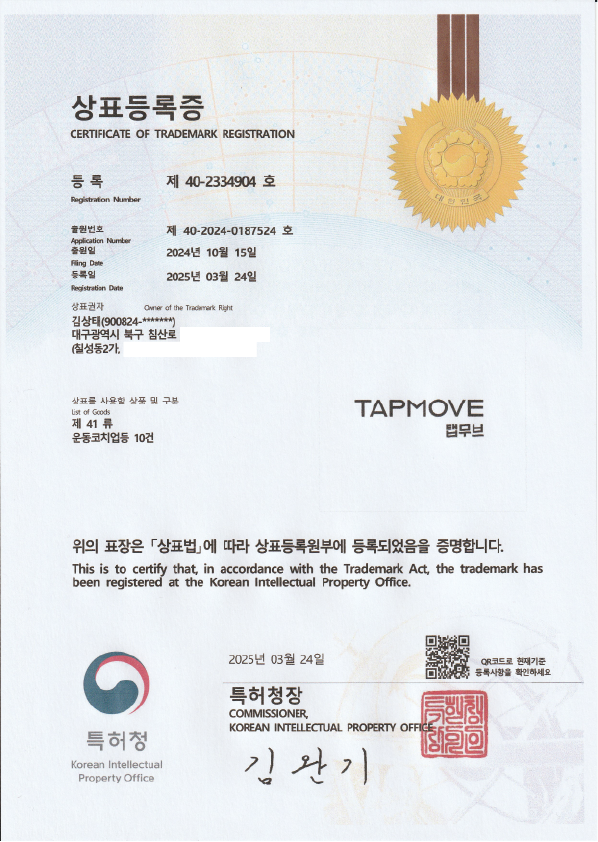 상표등록증
CERTIFICATE OF TRADEMARK REGISTRATION
대한민국
등록 제 40-2334904 호
Registration Number
출원번호 제 40-2024-0187524 호
Application Number
출원일 2024년 10월 15일
Filing Date
등록일 2025년 03월 24일
Registration Date
상표권자 Owner of the Trademark Right
김상태(900824-*******)
대구광역시 북구 침산로
(칠성동2가,
상표를 사용할 상품 및 구분
List of Goods
제 41 류
운동코치업등 10건
TAPMOVE
탭무브
위의 표장은 「상표법」에 따라 상표등록원부에 등록되었음을 증명합니다.
This is to certify that, in accordance with the Trademark Act, the trademark has
been registered at the Korean Intellectual Property Office.
2025년 03월 24일
QR코드로 현재기준
등록사항을 확인하세요
특허청장
COMMISSIONER,
KOREAN INTELLECTUAL PROPERTY OFFICE
김완기
특허청장의인
특허청
Korean Intellectual
Property Office